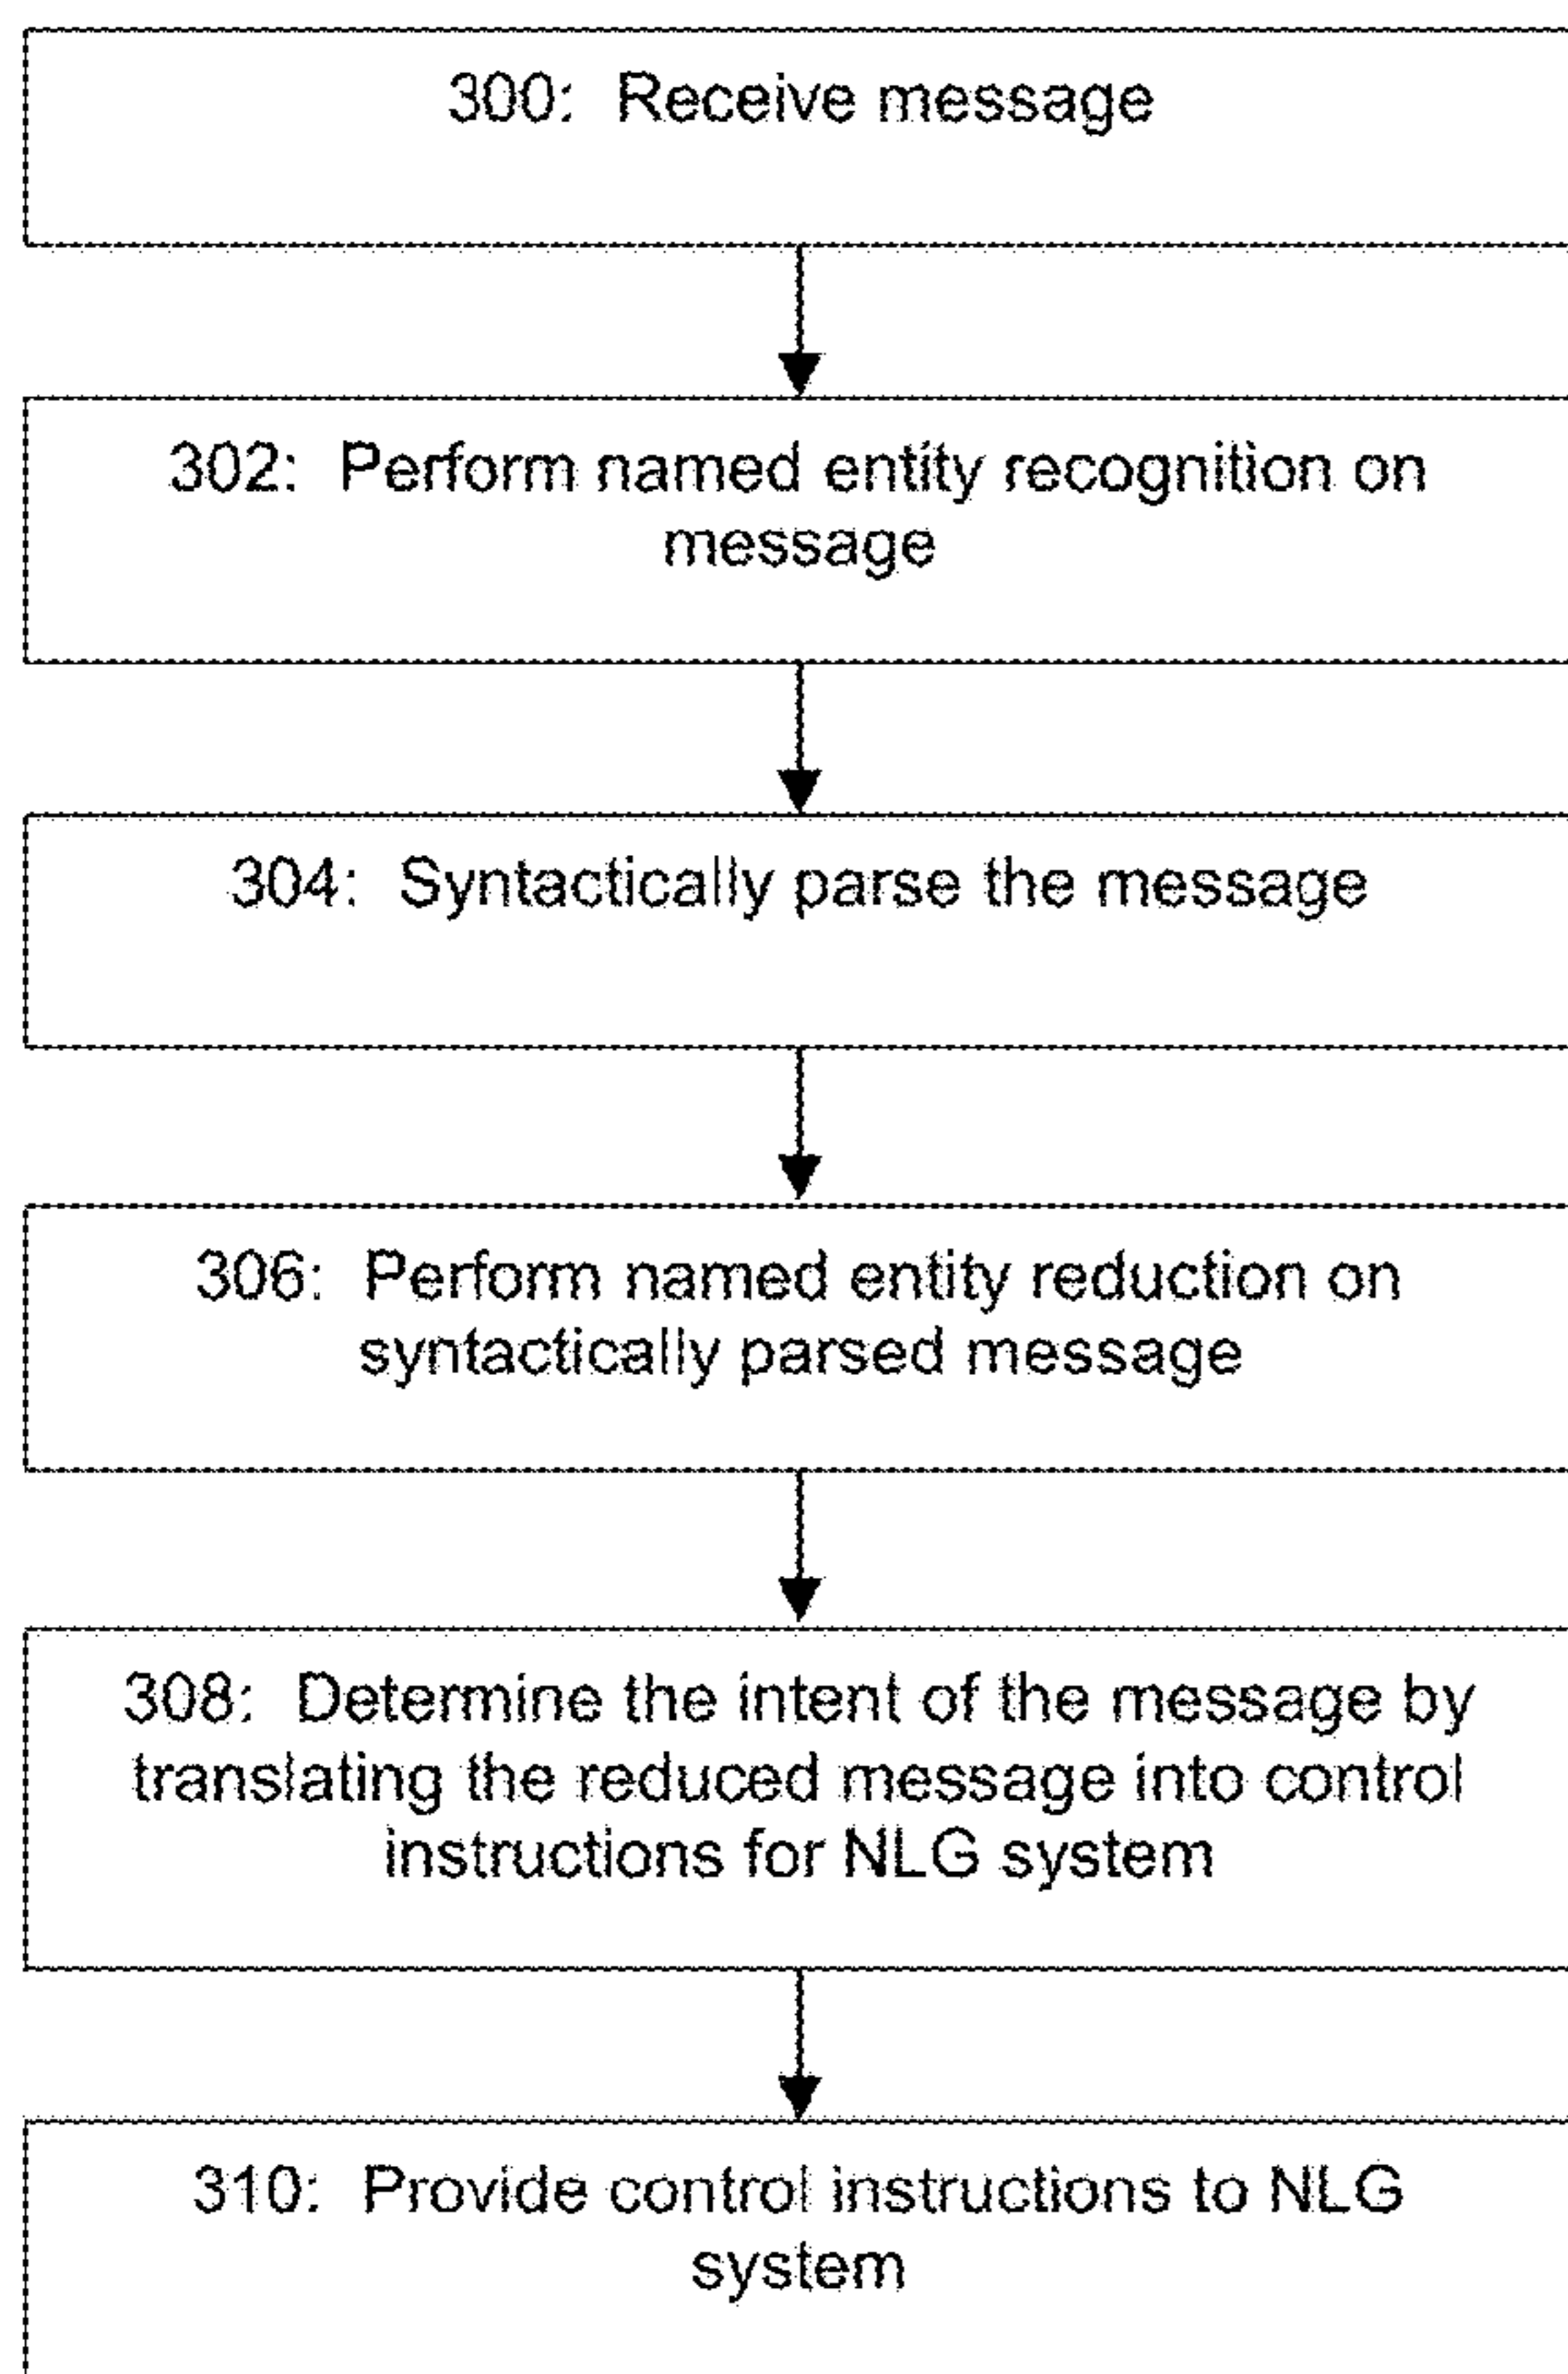 300: Receive message
302: Perform named entity recognition on
message
304: Syntactically parse the message
306: Perform named entity reduction on
syntactically parsed message
308: Determine the intent of the message by
translating the reduced message into control
instructions for NLG system
310: Provide control instructions to NLG
system